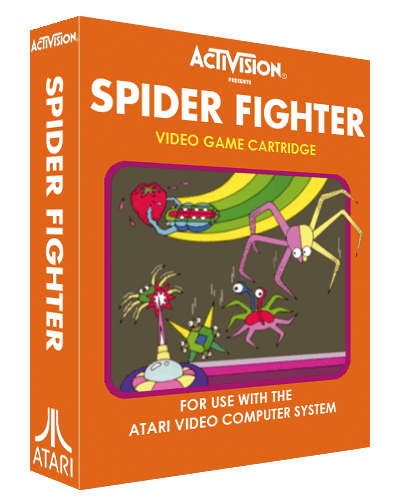 ACTIVISION®
PRESENTS
SPIDER FIGHTER
VIDEO GAME CARTRIDGE
FOR USE WITH THE
ATARI VIDEO COMPUTER SYSTEM
ACTIVISION
SPIDER FIGHTER
ATARI